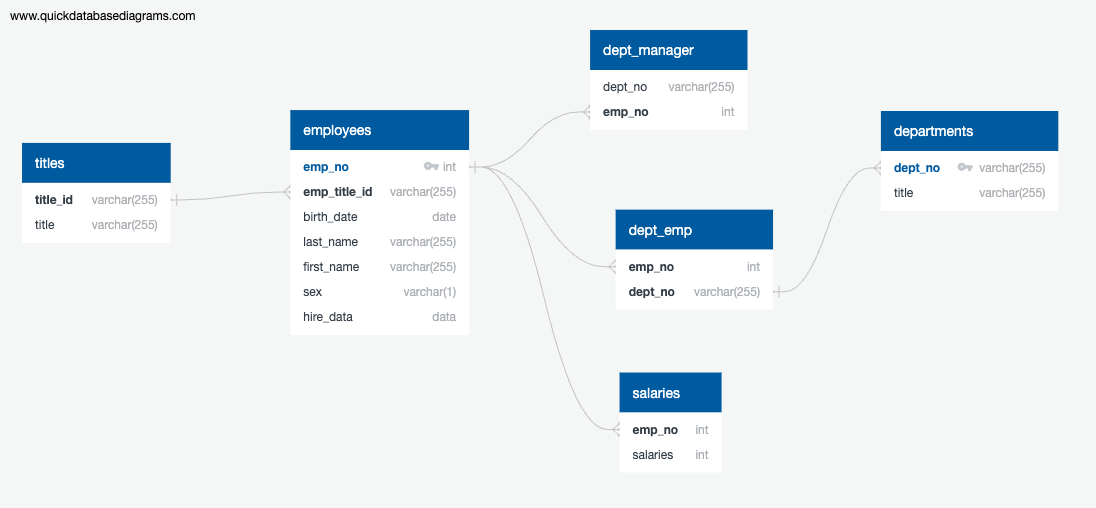 www.quickdatabasediagrams.com
titles
title_id varchar(255)
title varchar(255)
employees
emp_no int
emp_title_id varchar(255)
birth_date date
last_name varchar(255)
first_name varchar(255)
sex varchar(1)
hire_data data
dept_manager
dept_no varchar(255)
emp_no int
dept_emp
emp_no int
dept_no varchar(255)
salaries
emp_no int
salaries int
departments
dept_no varchar(255)
title varchar(255)